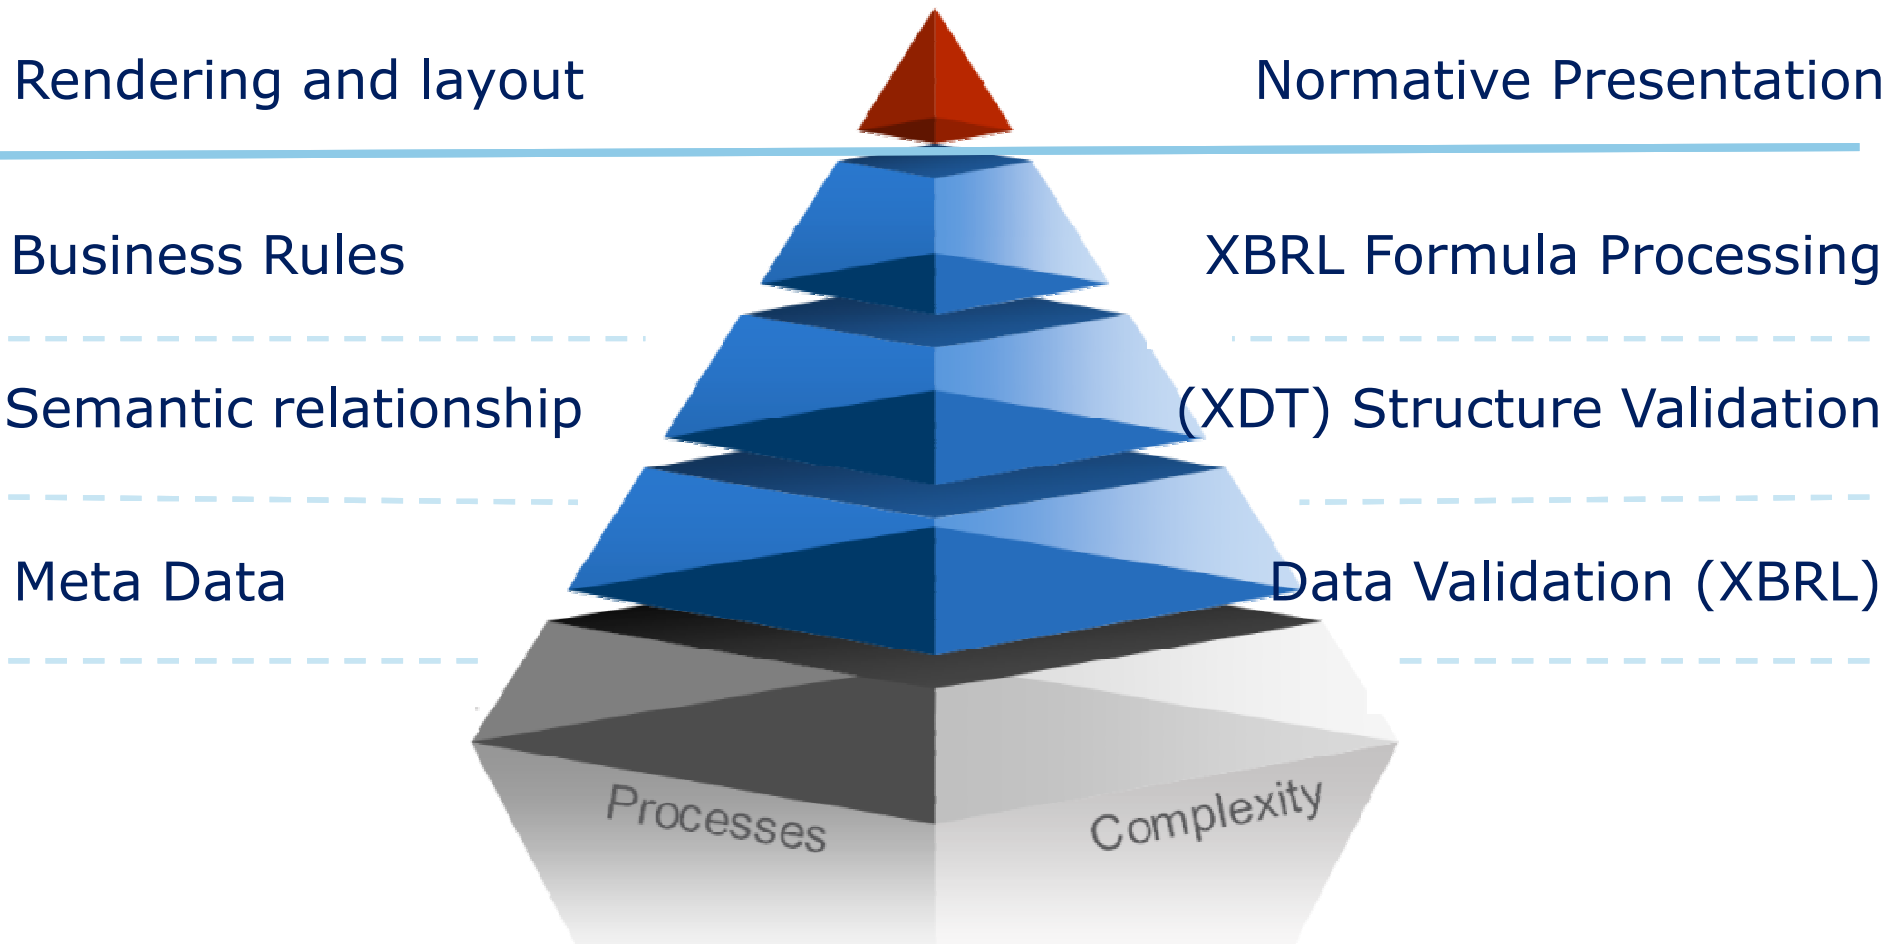 Rendering and layout
Normative Presentation
Business Rules
XBRL Formula Processing
Semantic relationship
(XDT) Structure Validation
Meta Data
Data Validation (XBRL)
Processes
Complexity